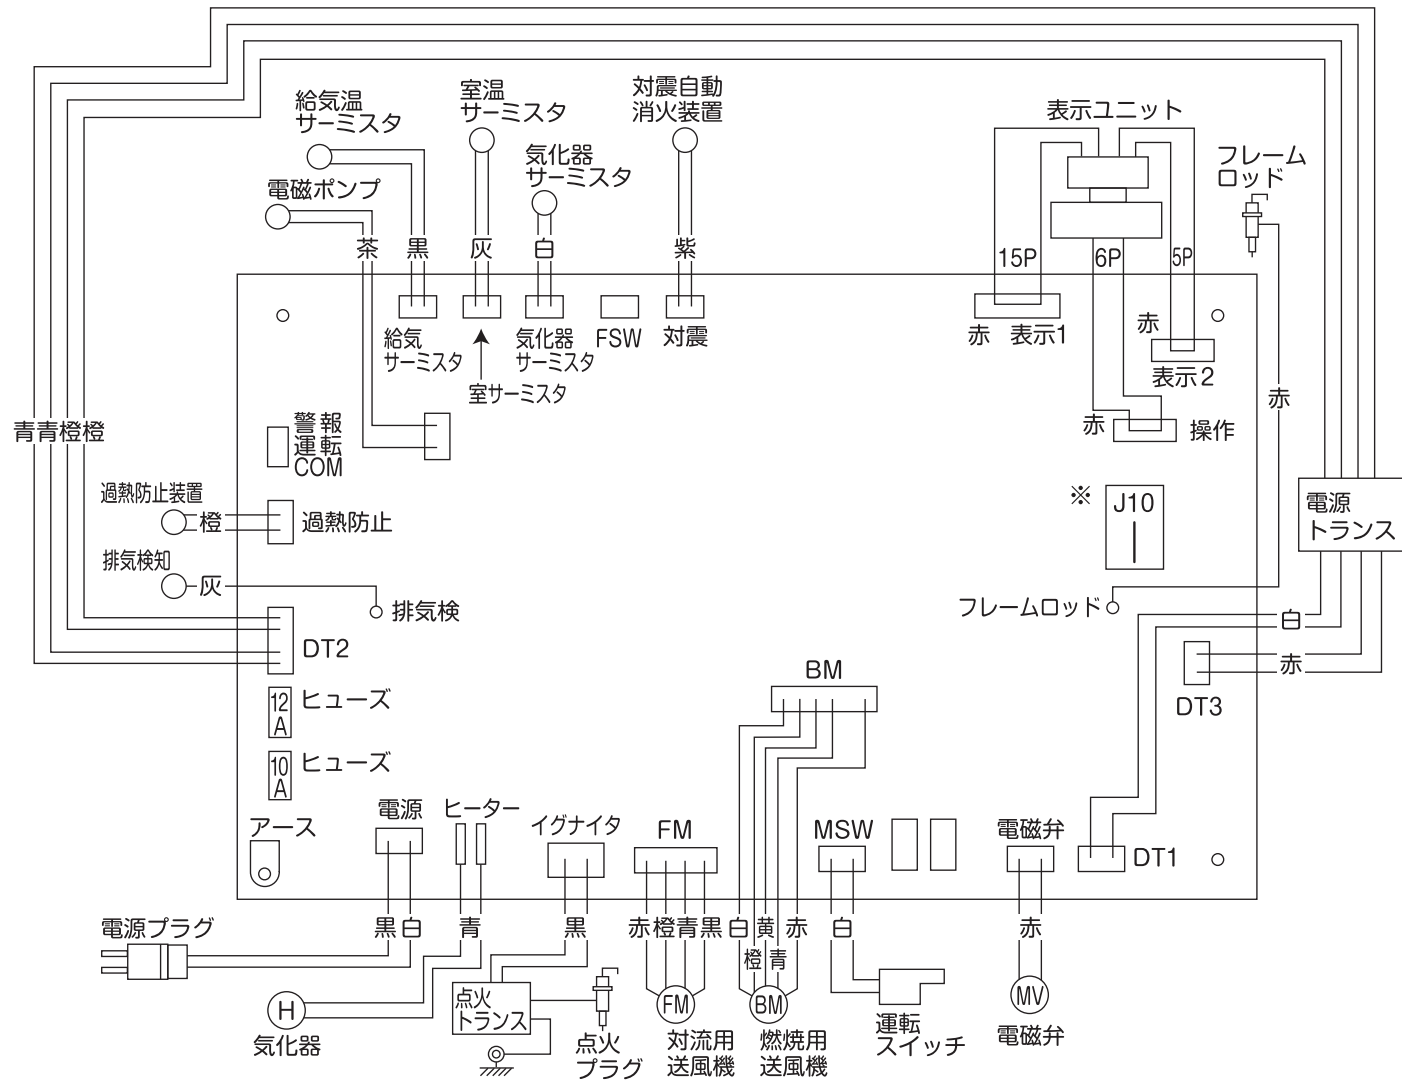 給気温
サーミスタ
室温
サーミスタ
対震自動
消火装置
表示ユニット
気化器
サーミスタ
フレーム
ロッド
電磁ポンプ
茶
黒
灰
白
紫
15P
6P
5P
給気
サーミスタ
室サーミスタ
気化器
サーミスタ
FSW
対震
赤
表示1
赤
表示2
赤
操作
赤
青青橙橙
警報
運転
COM
過熱防止装置
橙
過熱防止
排気検知
灰
排気検
※
J10
電源
トランス
フレームロッド
DT2
白
赤
DT3
BM
12
A
ヒューズ
10
A
ヒューズ
アース
電源
ヒーター
イグナイタ
FM
MSW
電磁弁
DT1
電源プラグ
黒白
青
黒
赤橙青黒
白
黄
赤
橙
青
白
赤
H
気化器
点火
トランス
点火
プラグ
FM
対流用
送風機
BM
燃焼用
送風機
運転
スイッチ
MV
電磁弁